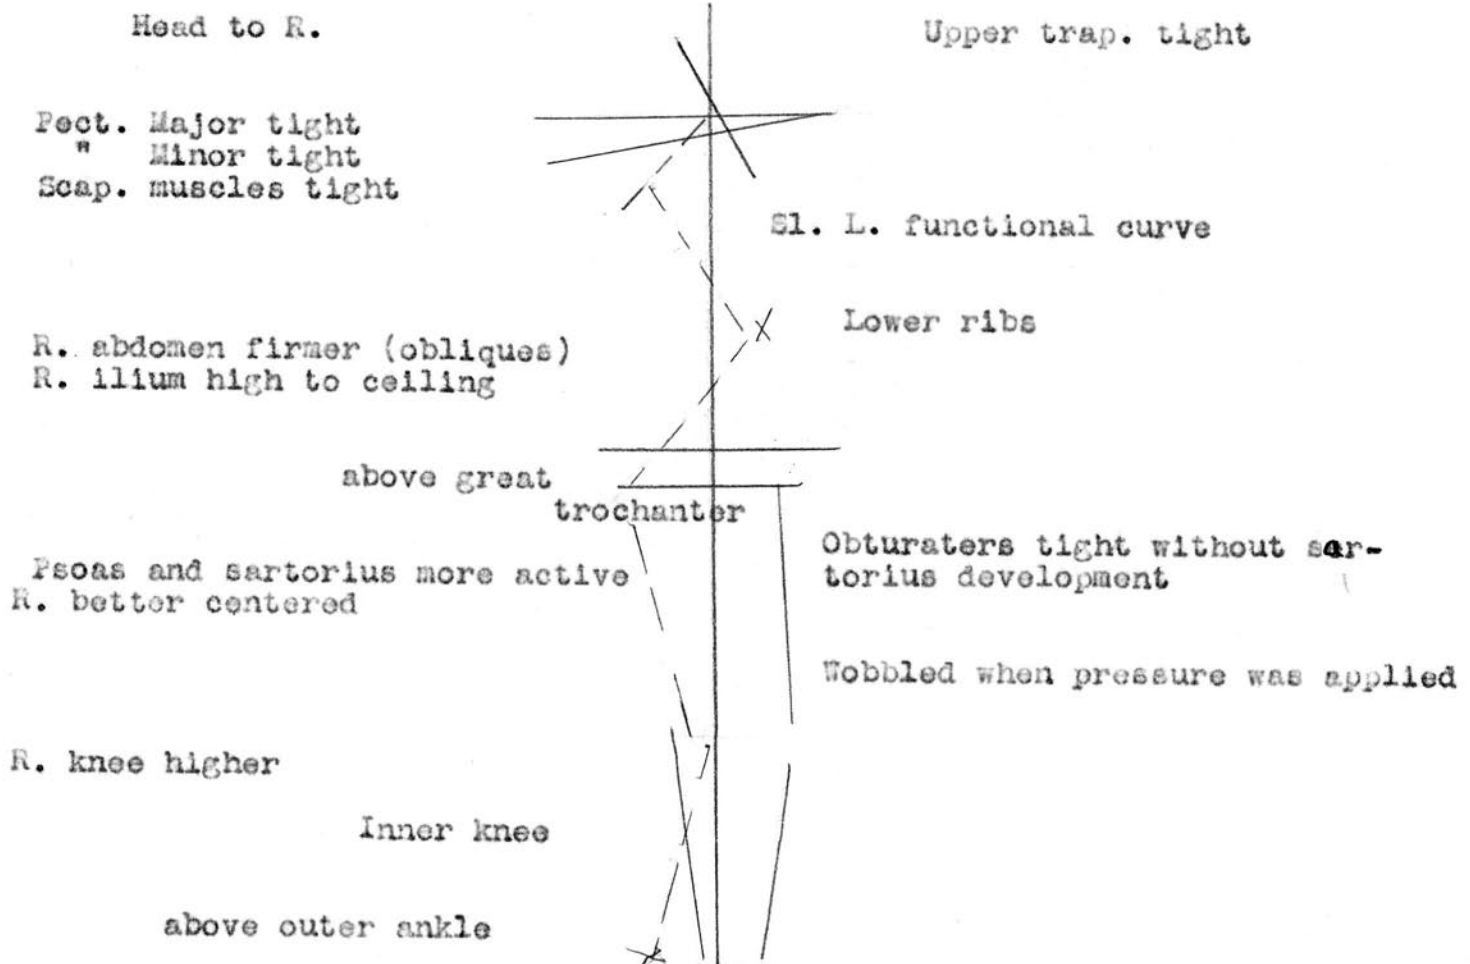 Head to R.
Upper trap. tight
Pect. Major tight
" Minor tight
Scap. muscles tight
Sl. L. functional curve
Lower ribs
R. abdomen firmer (obliques)
R. ilium high to ceiling
above great
trochanter
Obturaters tight without sar-
torius development
Psoas and sartorius more active
R. better centered
Wobbled when pressure was applied
R. knee higher
Inner knee
above outer ankle